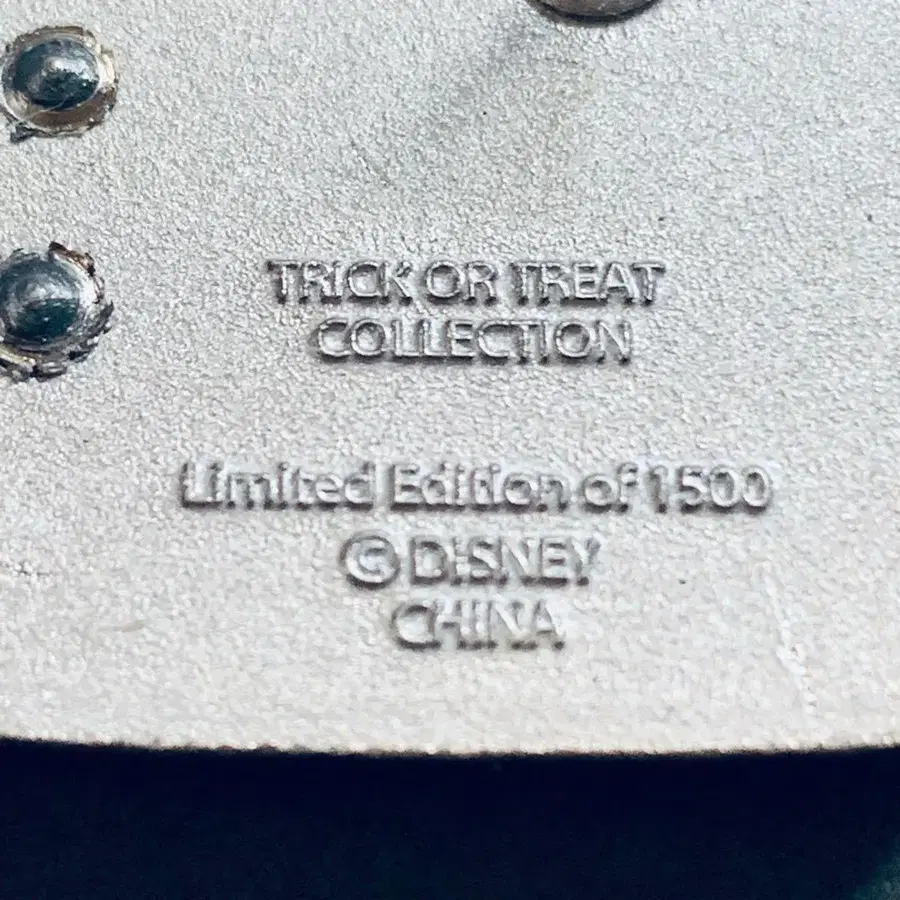 TRICK OR TREAT
COLLECTION
Limited Edition of 1500
©DISNEY
CHINA